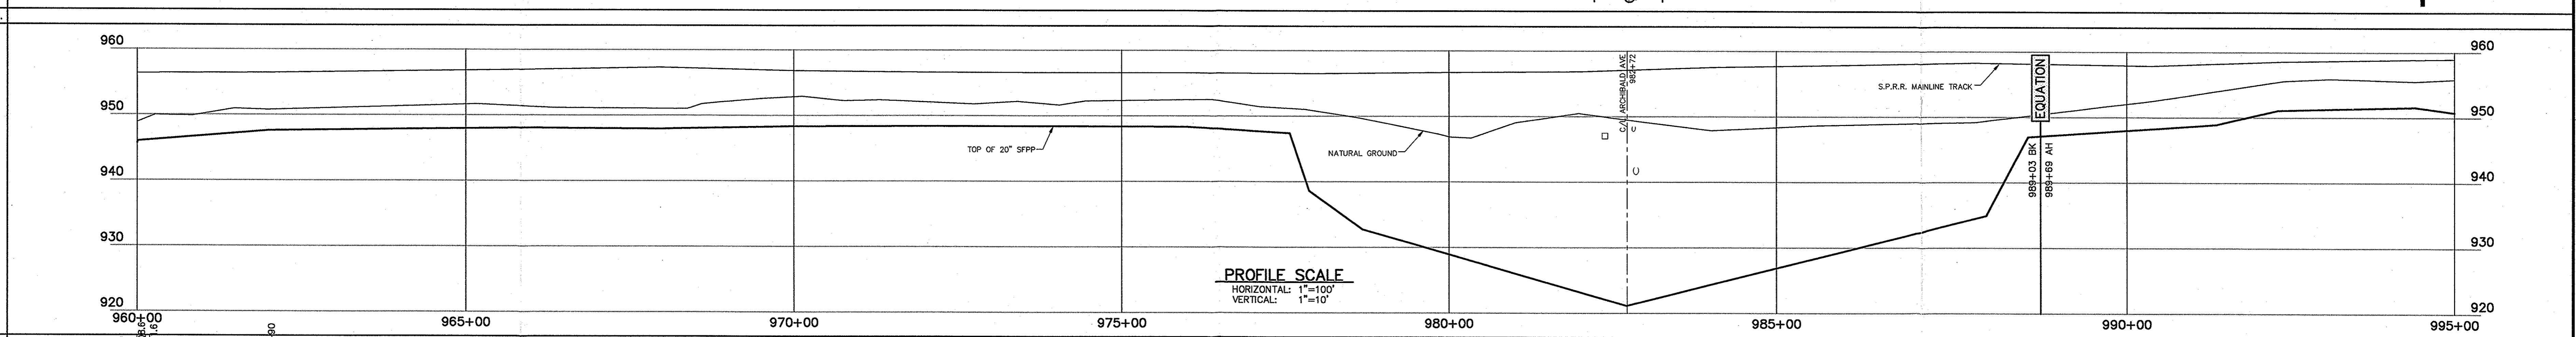 960
960
C/L ARCHIBALD AVE
982+72
S.P.R.R. MAINLINE TRACK
EQUATION
950
950
TOP OF 20" SFPP
NATURAL GROUND
989+03 BK
989+69 AH
940
940
930
930
PROFILE SCALE
HORIZONTAL: 1"=100'
VERTICAL: 1"=10'
920
920
960+00
965+00
970+00
975+00
980+00
985+00
990+00
995+00